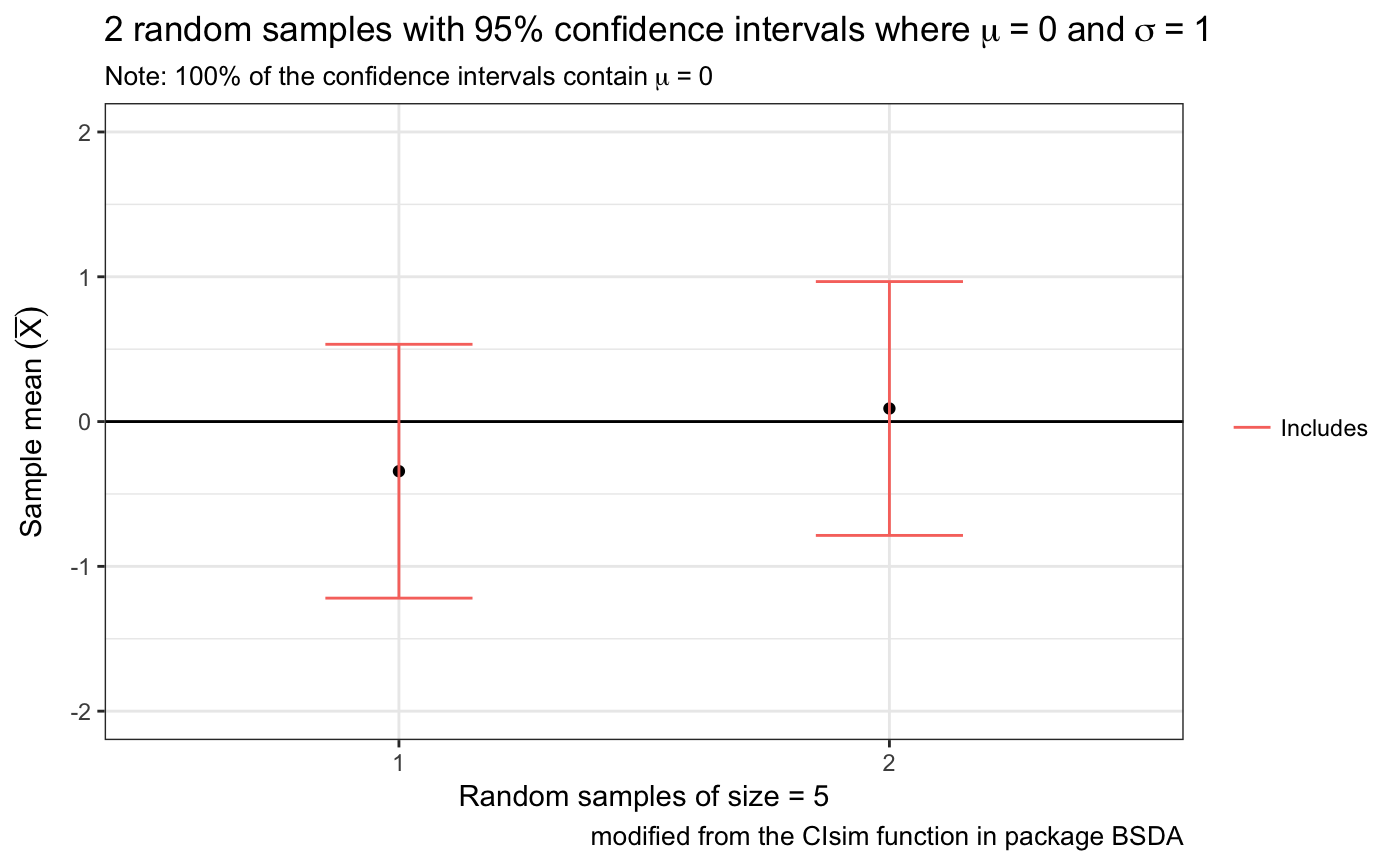 2 random samples with 95% confidence intervals where μ = 0 and σ = 1
Note: 100% of the confidence intervals contain μ = 0
Sample mean (X̅)
2
1
0
-1
-2
Includes
1
2
Random samples of size = 5
modified from the CIsim function in package BSDA